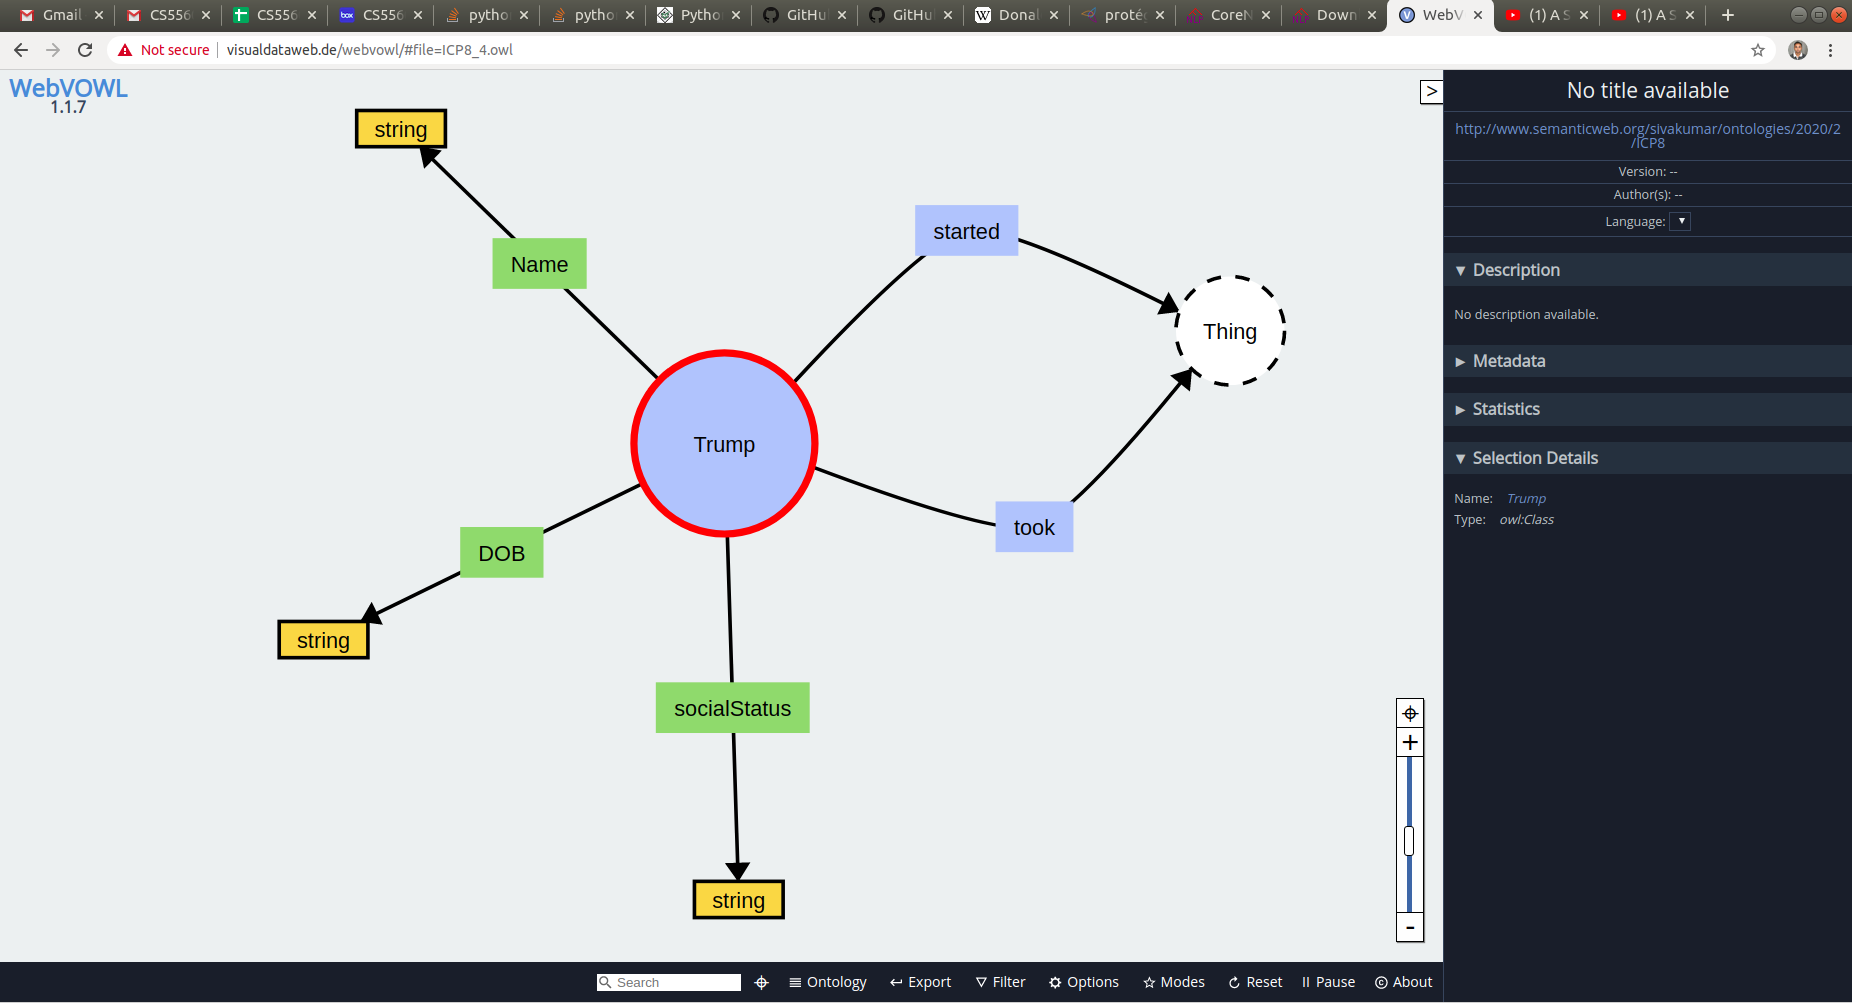 Gmail
CS556
CS556
CS556
pytho
pytho
Pytho
GitHu
GitHu
Donal
proté
CoreN
Down
WebV
(1) A S
(1) A S
Not secure
visualdataweb.de/webvowl/#file=ICP8_4.owl
WebVOWL
1.1.7
>
string
Name
started
Thing
Trump
took
DOB
string
socialStatus
string
+
-
No title available
http://www.semanticweb.org/sivakumar/ontologies/2020/2
/ICP8
Version: --
Author(s): --
Language:
Description
No description available.
Metadata
Statistics
Selection Details
Name: Trump
Type: owl:Class
Search
Ontology
Export
Filter
Options
Modes
Reset
Pause
About